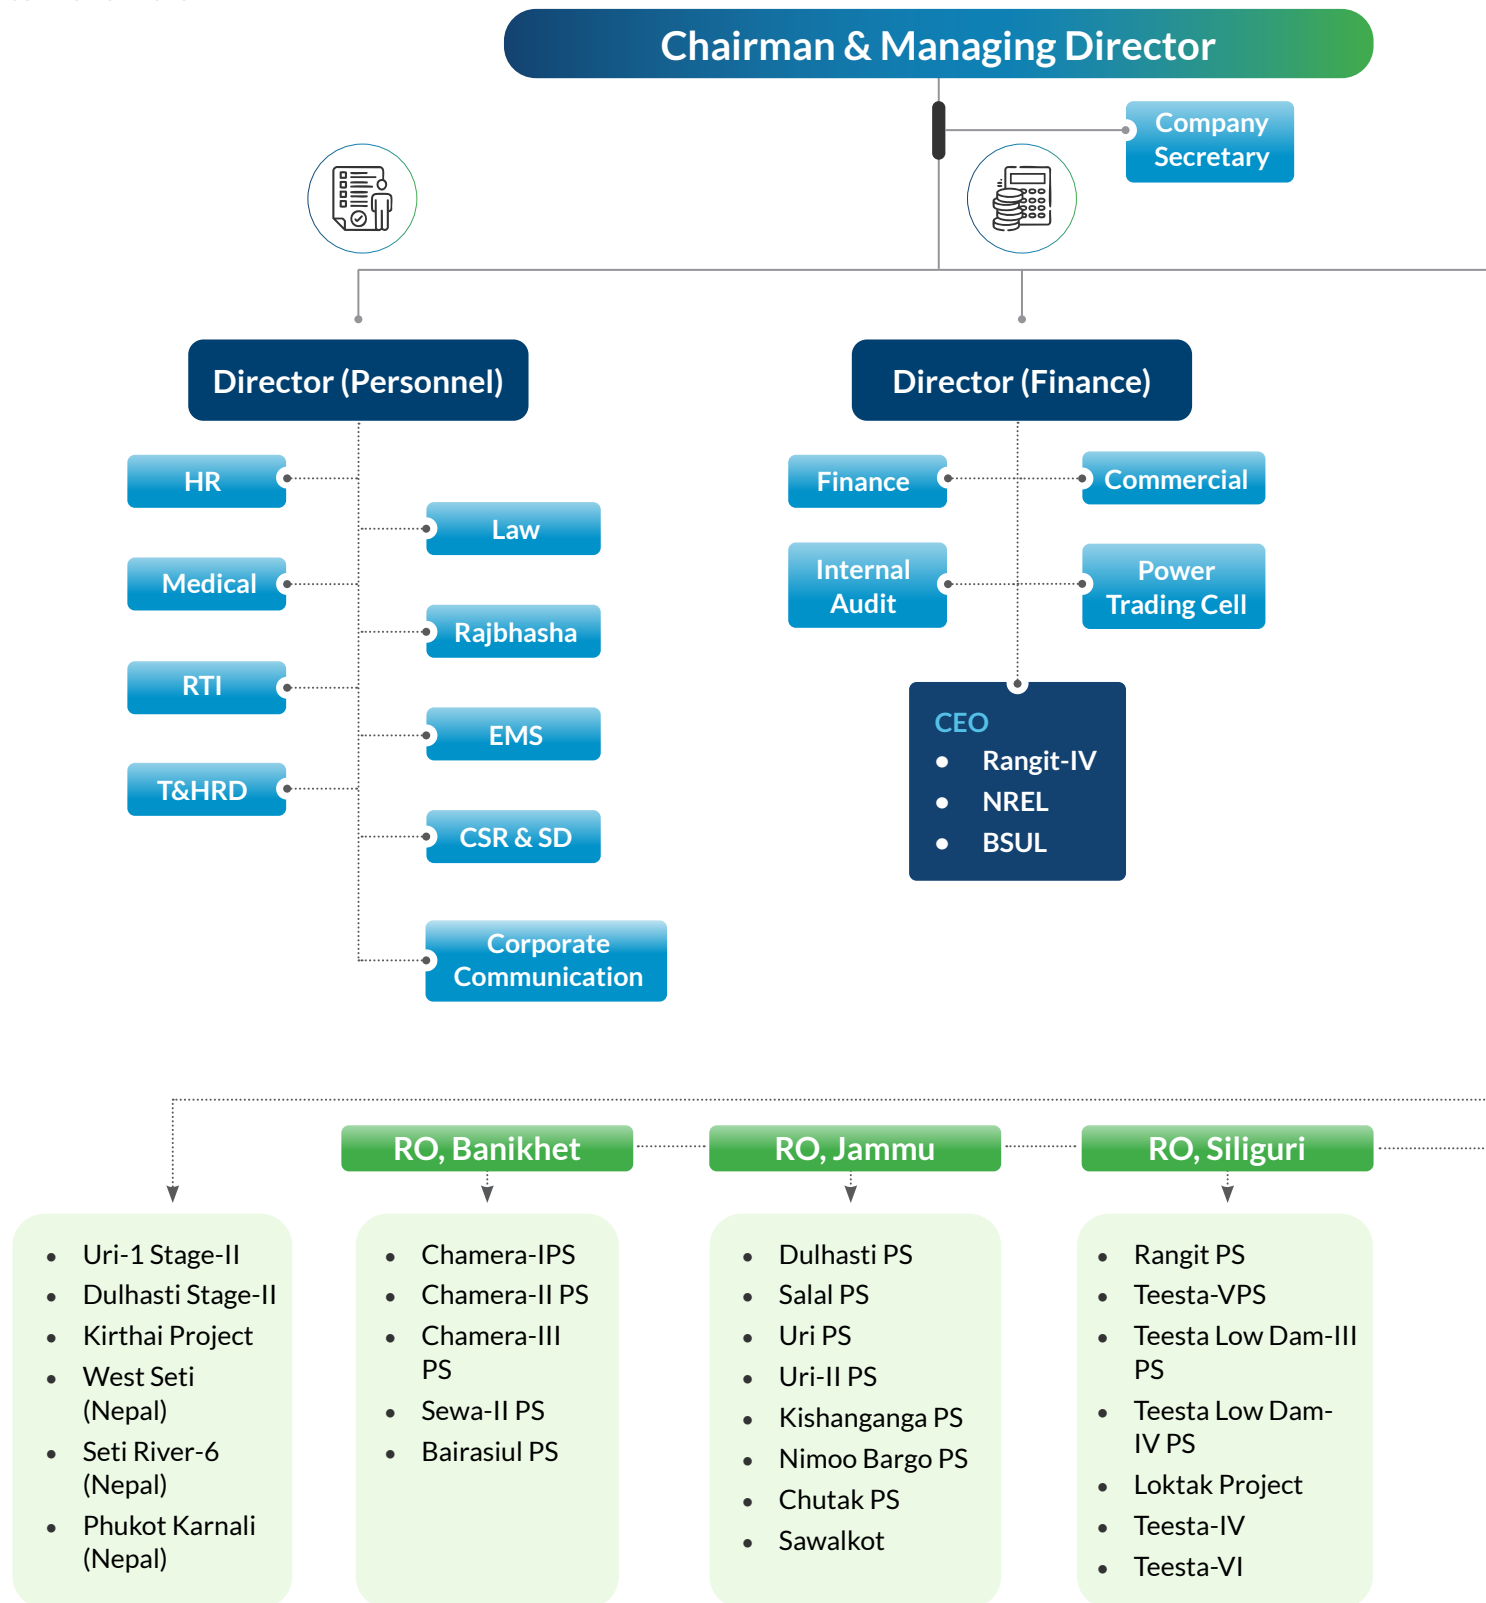 Chairman & Managing Director
Company
Secretary
Director (Personnel)
HR
Law
Medical
Rajbhasha
RTI
EMS
T&HRD
CSR & SD
Corporate
Communication
Director (Finance)
Finance
Commercial
Internal
Audit
Power
Trading Cell
CEO
• Rangit-IV
• NREL
• BSUL
• Uri-1 Stage-II
• Dulhasti Stage-II
• Kirthai Project
• West Seti
(Nepal)
• Seti River-6
(Nepal)
• Phukot Karnali
(Nepal)
RO, Banikhet
• Chamera-IPS
• Chamera-II PS
• Chamera-III
PS
• Sewa-II PS
• Bairasiul PS
RO, Jammu
• Dulhasti PS
• Salal PS
• Uri PS
• Uri-II PS
• Kishanganga PS
• Nimoo Bargo PS
• Chutak PS
• Sawalkot
RO, Siliguri
• Rangit PS
• Teesta-VPS
• Teesta Low Dam-III
PS
• Teesta Low Dam-
IV PS
• Loktak Project
• Teesta-IV
• Teesta-VI